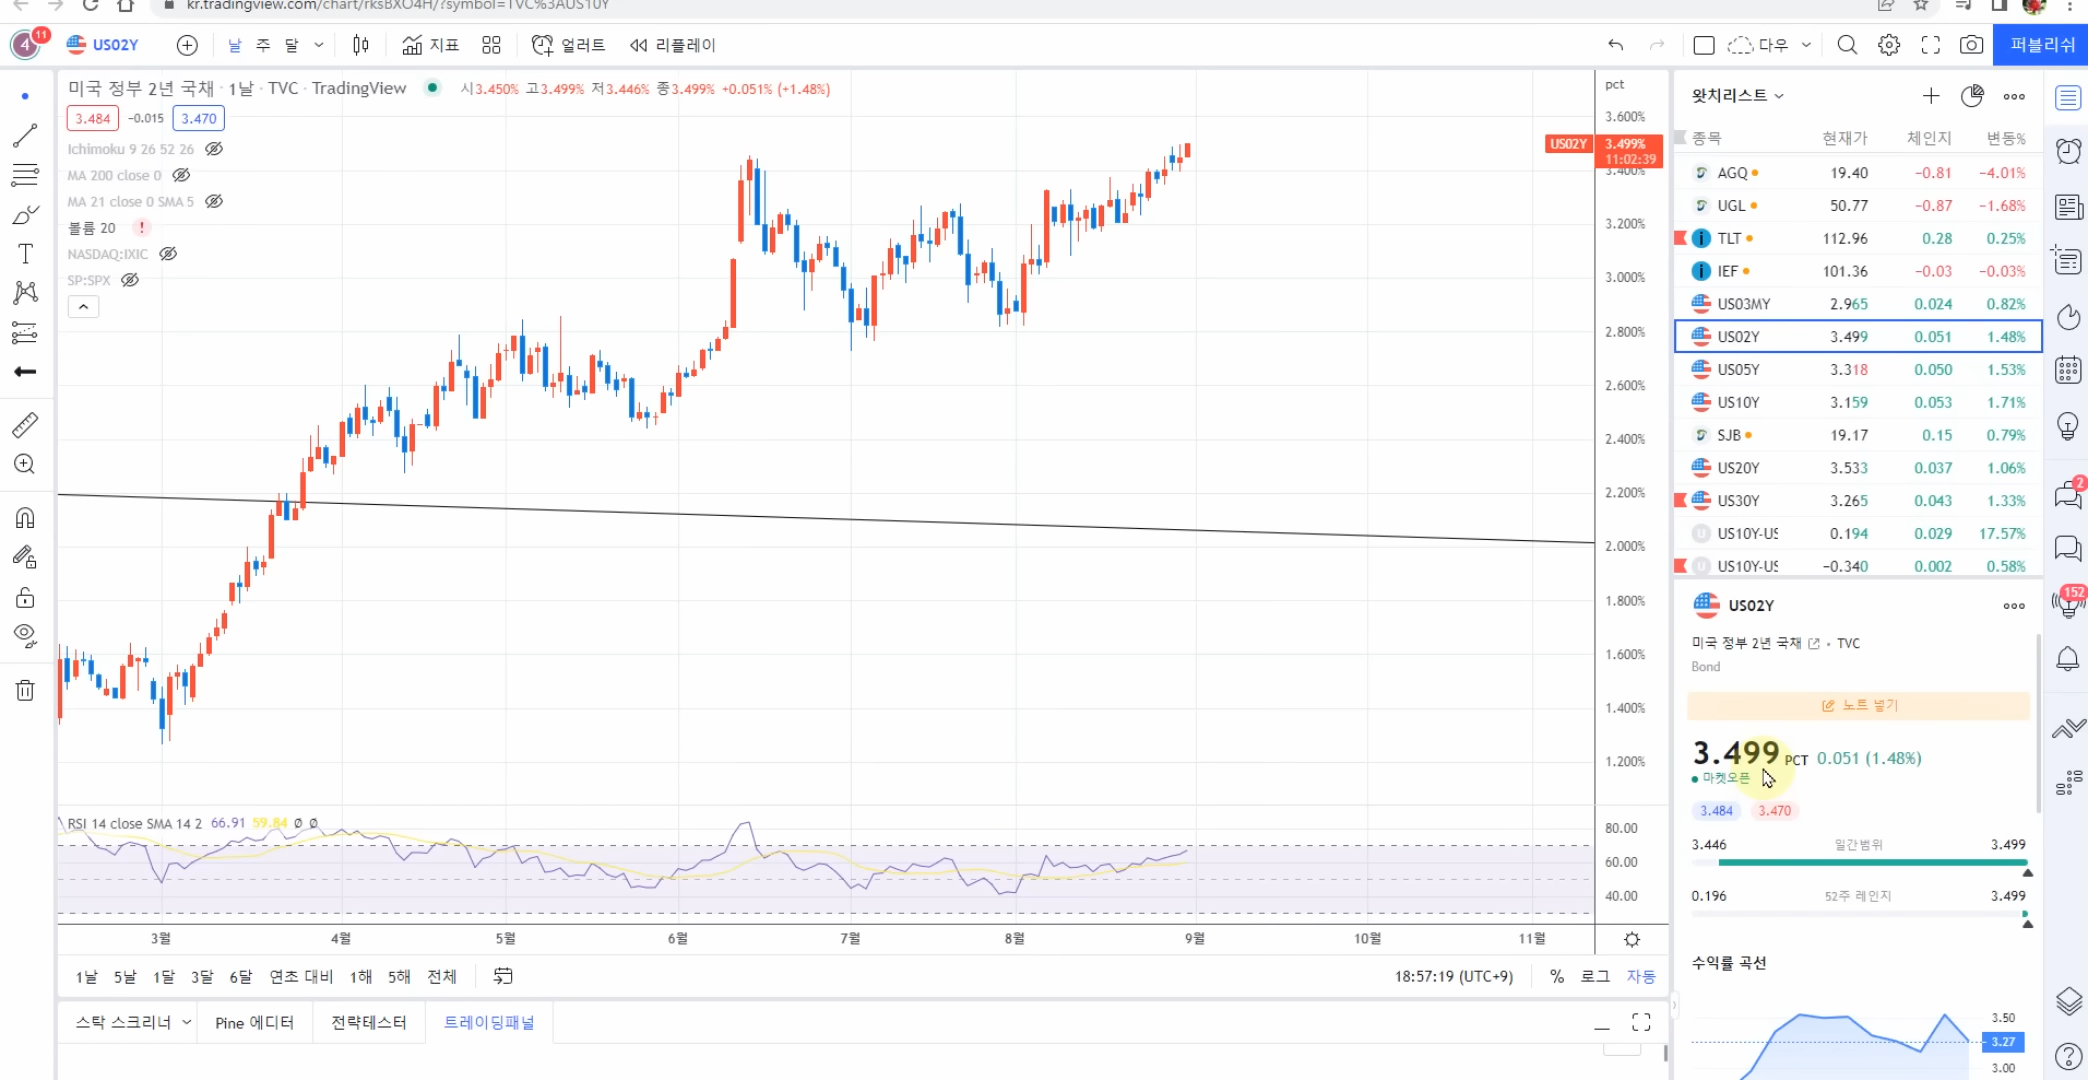 kr.tradingview.com/chart/rksBXO4H/?symbol=TVC%3AUS10Y
4 11 US02Y 날 주 달 지표 얼러트 리플레이 다우 퍼블리쉬
미국 정부 2년 국채 · 1날 · TVC · TradingView 시3.450% 고3.499% 저3.446% 종3.499% +0.051% (+1.48%)
3.484 -0.015 3.470
Ichimoku 9 26 52 26
MA 200 close 0
MA 21 close 0 SMA 5
볼륨 20 !
NASDAQ:IXIC
SP:SPX
pct
3.600%
US02Y 3.499%
11:02:39
3.400%
3.200%
3.000%
2.800%
2.600%
2.400%
2.200%
2.000%
1.800%
1.600%
1.400%
1.200%
RSI 14 close SMA 14 2 66.91 59.84 Ø Ø
80.00
60.00
40.00
3월 4월 5월 6월 7월 8월 9월 10월 11월
1날 5날 1달 3달 6달 연초 대비 1해 5해 전체 18:57:19 (UTC+9) % 로그 자동
스탁 스크리너 Pine 에디터 전략테스터 트레이딩패널
왓치리스트
종목 현재가 체인지 변동%
AGQ 19.40 −0.81 −4.01%
UGL 50.77 −0.87 −1.68%
TLT 112.96 0.28 0.25%
IEF 101.36 −0.03 −0.03%
US03MY 2.965 0.024 0.82%
US02Y 3.499 0.051 1.48%
US05Y 3.318 0.050 1.53%
US10Y 3.159 0.053 1.71%
SJB 19.17 0.15 0.79%
US20Y 3.533 0.037 1.06%
US30Y 3.265 0.043 1.33%
U US10Y-US 0.194 0.029 17.57%
U US10Y-US −0.340 0.002 0.58%
US02Y
미국 정부 2년 국채 • TVC
Bond
노트 넣기
3.499 PCT 0.051 (1.48%)
마켓오픈
3.484 3.470
3.446 일간범위 3.499
0.196 52주 레인지 3.499
수익률 곡선
3.50
3.27
3.00
2
152